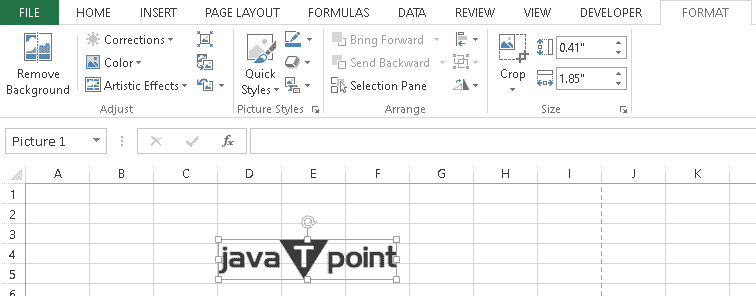 FILE HOME INSERT PAGE LAYOUT FORMULAS DATA REVIEW VIEW DEVELOPER FORMAT
Remove
Background
Corrections
Color
Artistic Effects
Adjust
Quick
Styles
Picture Styles
Bring Forward
Send Backward
Selection Pane
Arrange
Crop
0.41"
1.85"
Size
Picture 1 fx
A B C D E F G H I J K
1
2
3
4
5
java T point